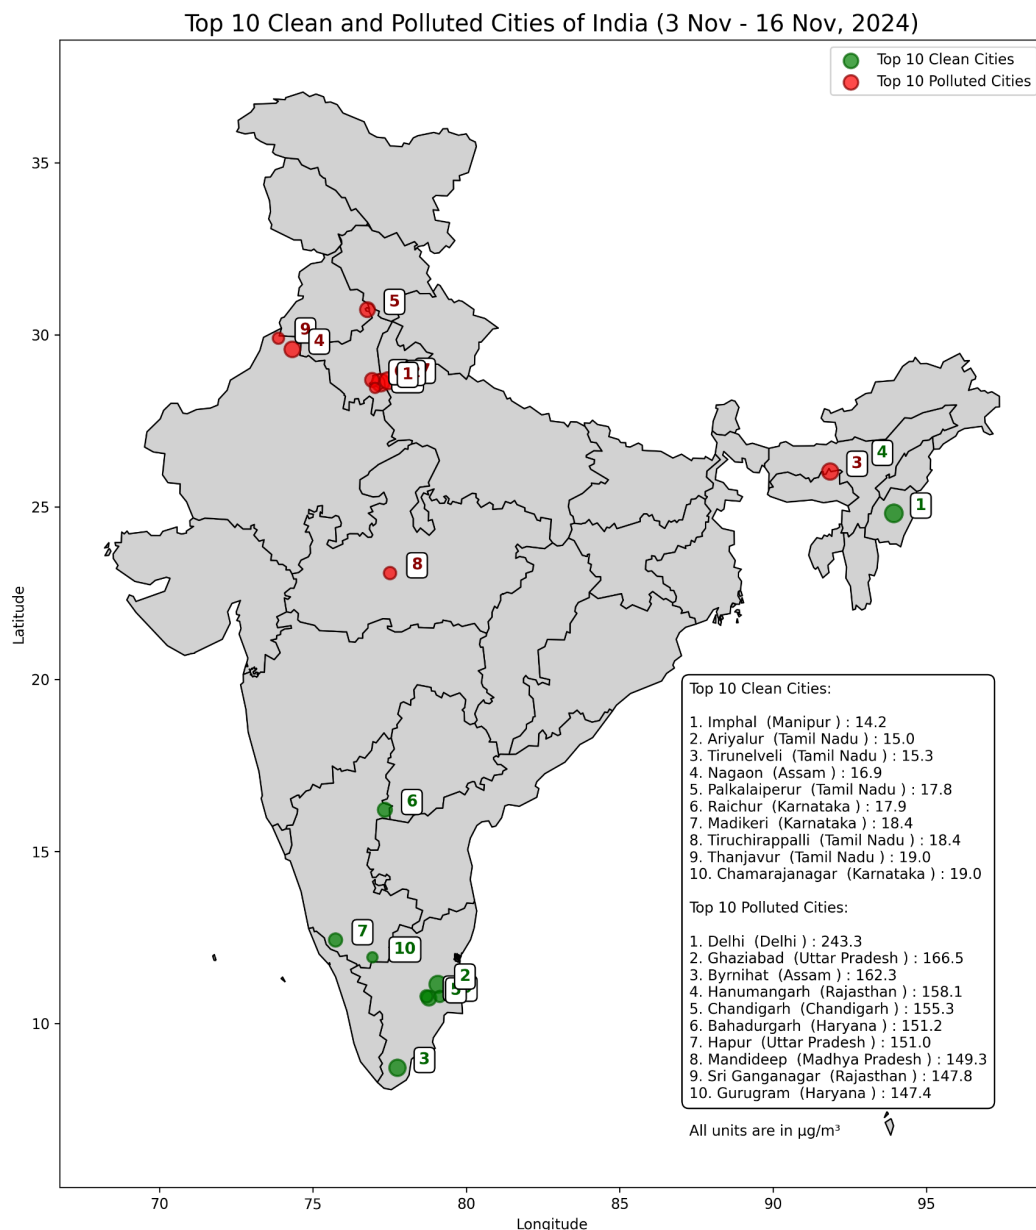 Top 10 Clean and Polluted Cities of India (3 Nov - 16 Nov, 2024)
Top 10 Clean Cities
Top 10 Polluted Cities
35
30
25
20
15
10
Latitude
5
9
4
1
7
3
4
1
8
6
7
10
2
5
3
Top 10 Clean Cities:
1. Imphal (Manipur ) : 14.2
2. Ariyalur (Tamil Nadu ) : 15.0
3. Tirunelveli (Tamil Nadu ) : 15.3
4. Nagaon (Assam ) : 16.9
5. Palkalaiperur (Tamil Nadu ) : 17.8
6. Raichur (Karnataka ) : 17.9
7. Madikeri (Karnataka ) : 18.4
8. Tiruchirappalli (Tamil Nadu ) : 18.4
9. Thanjavur (Tamil Nadu ) : 19.0
10. Chamarajanagar (Karnataka ) : 19.0
Top 10 Polluted Cities:
1. Delhi (Delhi ) : 243.3
2. Ghaziabad (Uttar Pradesh ) : 166.5
3. Byrnihat (Assam ) : 162.3
4. Hanumangarh (Rajasthan ) : 158.1
5. Chandigarh (Chandigarh ) : 155.3
6. Bahadurgarh (Haryana ) : 151.2
7. Hapur (Uttar Pradesh ) : 151.0
8. Mandideep (Madhya Pradesh ) : 149.3
9. Sri Ganganagar (Rajasthan ) : 147.8
10. Gurugram (Haryana ) : 147.4
All units are in µg/m³
70
75
80
85
90
95
Longitude